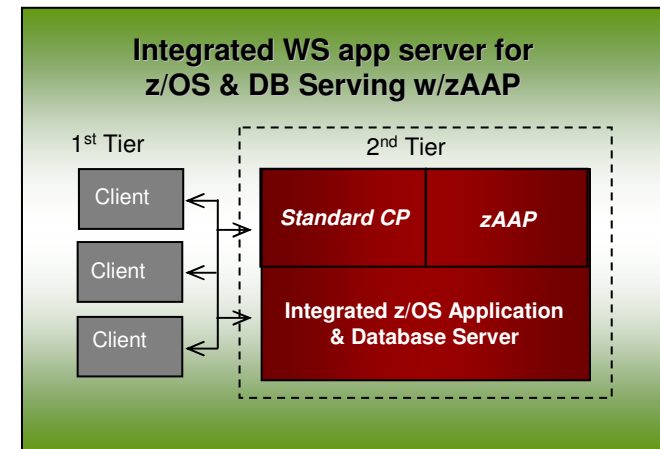 Integrated WS app server for
z/OS & DB Serving w/zAAP
1st Tier
2nd Tier
Client
Client
Client
Standard CP
zAAP
Integrated z/OS Application
& Database Server